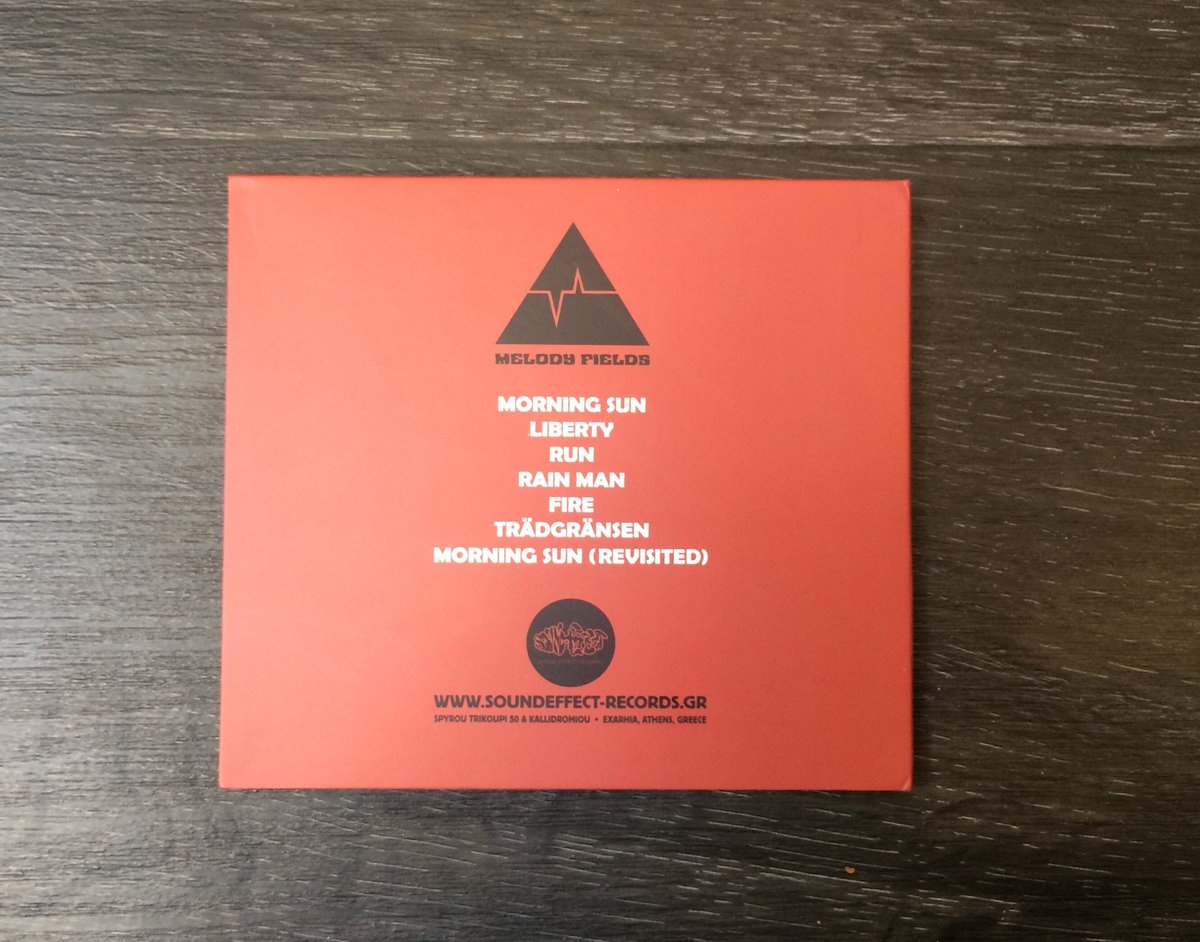 MELODY FIELDS
MORNING SUN
LIBERTY
RUN
RAIN MAN
FIRE
TRÄDGRÄNSEN
MORNING SUN (REVISITED)
WWW.SOUNDEFFECT-RECORDS.GR
SPYROU TRIKOUPI 50 & KALLIDROMIOU • EXARHIA, ATHENS, GREECE